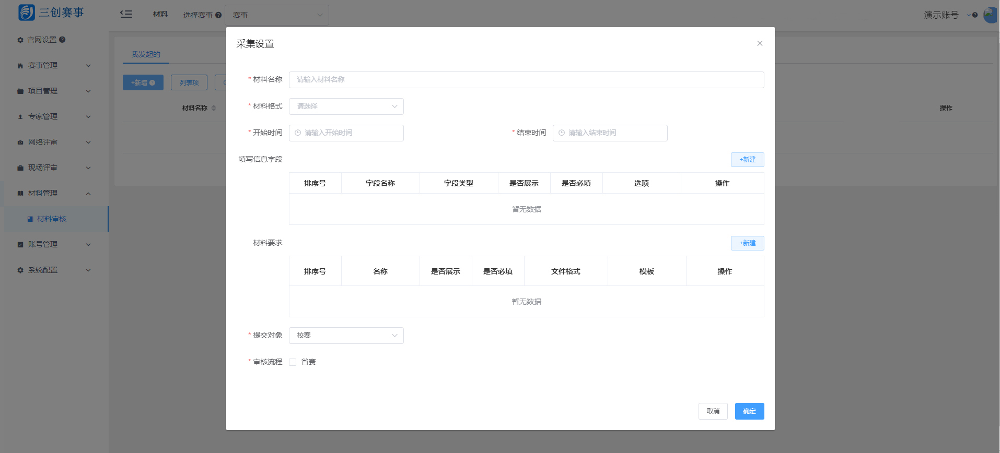 三创赛事
材料 选择赛事 赛事
演示账号
官网设置
赛事管理
项目管理
专家管理
网络评审
现场评审
材料管理
材料审核
账号管理
系统配置
我发起的
+新增 列表项
材料名称 操作
采集设置
* 材料名称 请输入材料名称
* 材料格式 请选择
* 开始时间 请输入开始时间 * 结束时间 请输入结束时间
填写信息字段 +新建
排序号 字段名称 字段类型 是否展示 是否必填 选项 操作
暂无数据
材料要求 +新建
排序号 名称 是否展示 是否必填 文件格式 模板 操作
暂无数据
* 提交对象 校赛
* 审核流程 省赛
取消 确定